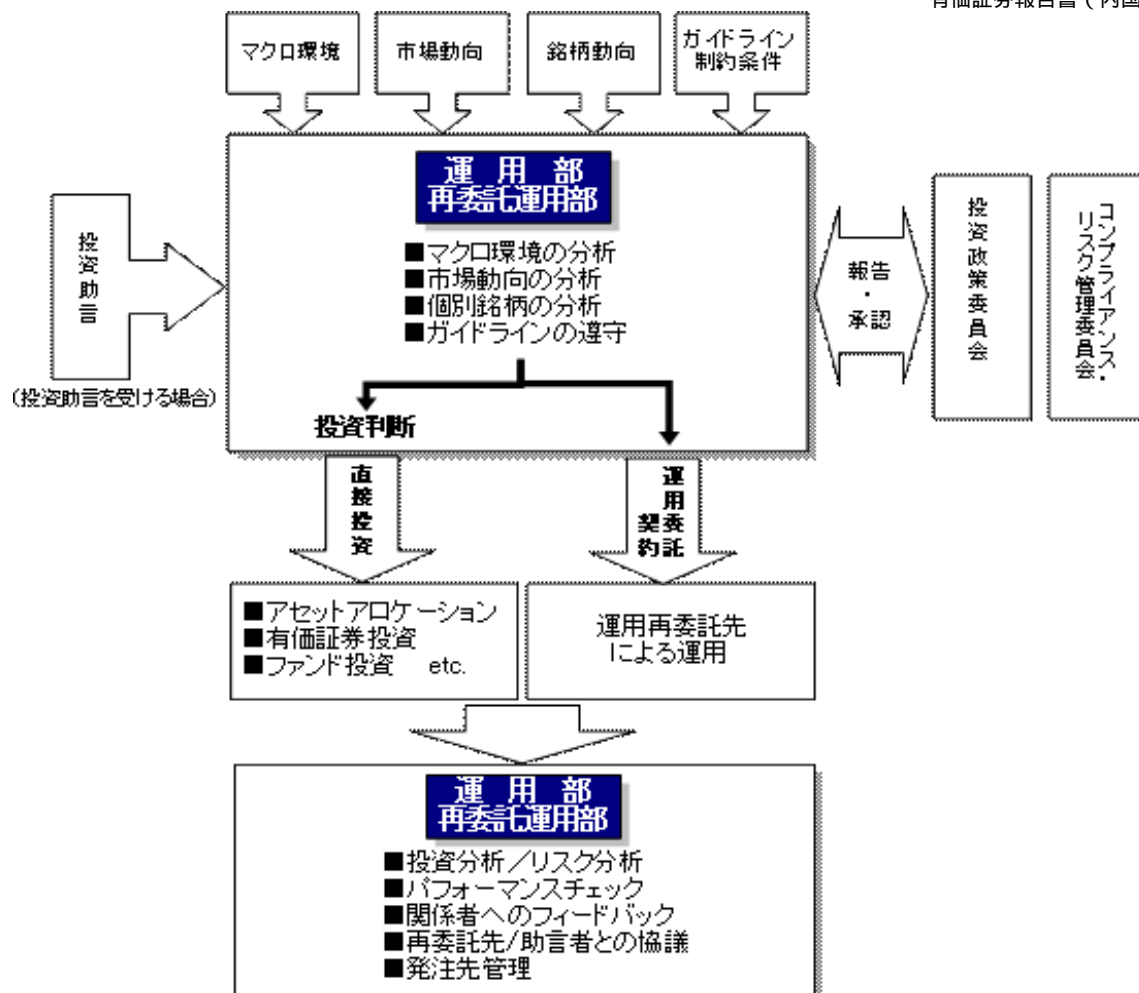 有価証券報告書（内国
マクロ環境
市場動向
銘柄動向
ガイドライン
制約条件
運 用 部
再委託運用部
■マクロ環境の分析
■市場動向の分析
■個別銘柄の分析
■ガイドラインの遵守
投資判断
投資助言
(投資助言を受ける場合)
報告
・
承認
投資政策委員会
コンプライアンス・
リスク管理委員会
直接投資
運用委託
契約
■アセットアロケーション
■有価証券投資
■ファンド投資 etc.
運用再委託先
による運用
運 用 部
再委託運用部
■投資分析／リスク分析
■パフォーマンスチェック
■関係者へのフィードバック
■再委託先/助言者との協議
■発注先管理